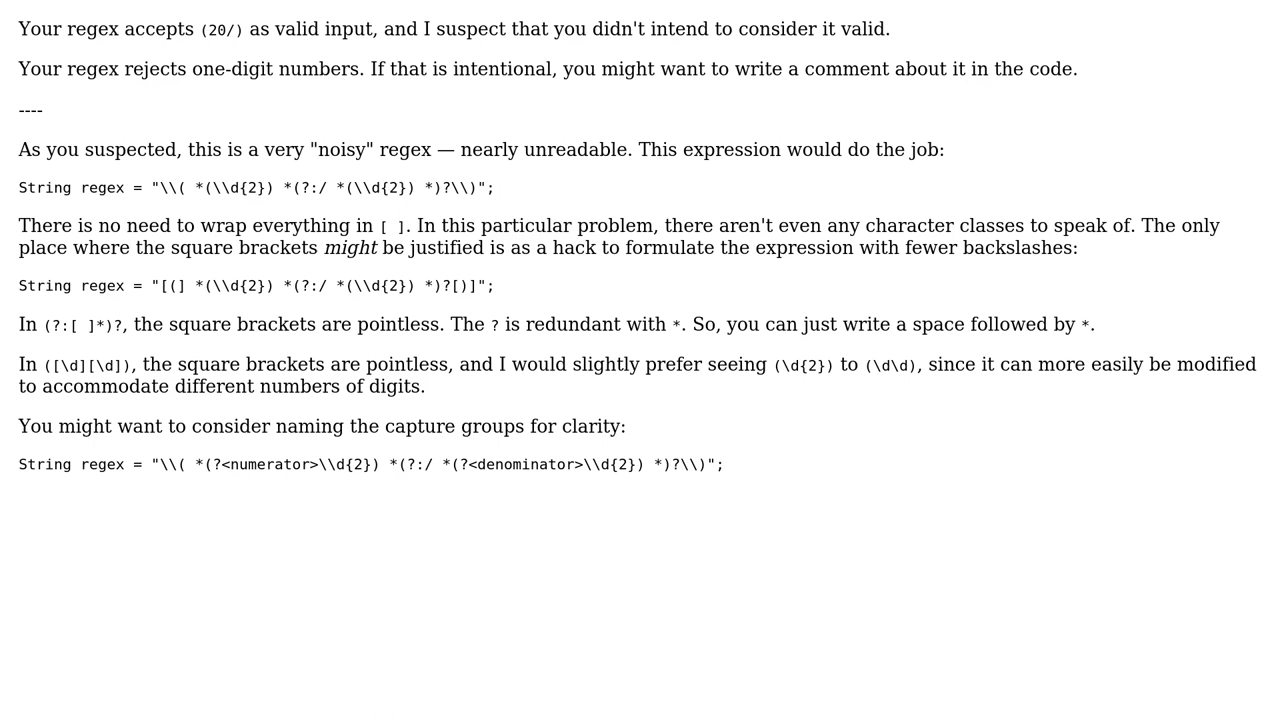 Your regex accepts (20/) as valid input, and I suspect that you didn't intend to consider it valid.
Your regex rejects one-digit numbers. If that is intentional, you might want to write a comment about it in the code.
----
As you suspected, this is a very "noisy" regex — nearly unreadable. This expression would do the job:
String regex = "\\( *(\\d{2}) *(?:/ *(\\d{2}) *)?\\)";
There is no need to wrap everything in [ ]. In this particular problem, there aren't even any character classes to speak of. The only
place where the square brackets might be justified is as a hack to formulate the expression with fewer backslashes:
String regex = "[(] *(\\d{2}) *(?:/ *(\\d{2}) *)?[)]";
In (?:[ ]*)?, the square brackets are pointless. The ? is redundant with *. So, you can just write a space followed by *.
In ([\d][\d]), the square brackets are pointless, and I would slightly prefer seeing (\d{2}) to (\d\d), since it can more easily be modified
to accommodate different numbers of digits.
You might want to consider naming the capture groups for clarity:
String regex = "\\( *(?<numerator>\\d{2}) *(?:/ *(?<denominator>\\d{2}) *)?\\)";